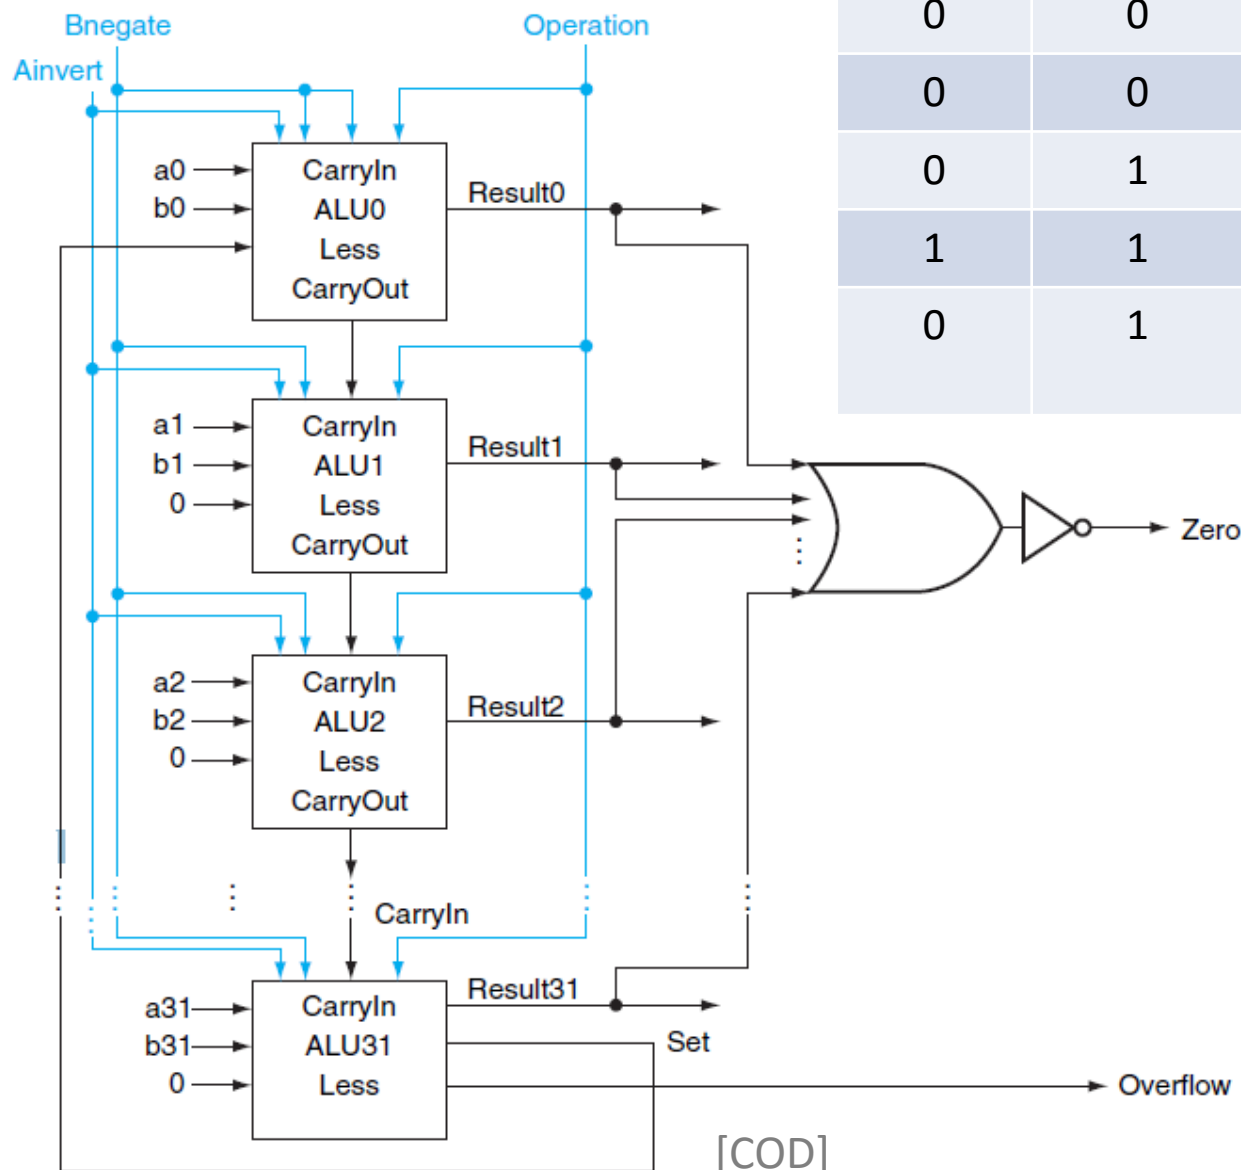 Bnegate
Operation
Ainvert
0 0
0 0
0 1
1 1
0 1
a0
b0
CarryIn
ALU0
Less
CarryOut
Result0
a1
b1
0
CarryIn
ALU1
Less
CarryOut
Result1
Zero
a2
b2
0
CarryIn
ALU2
Less
CarryOut
Result2
CarryIn
a31
b31
0
CarryIn
ALU31
Less
Result31
Set
Overflow
[COD]